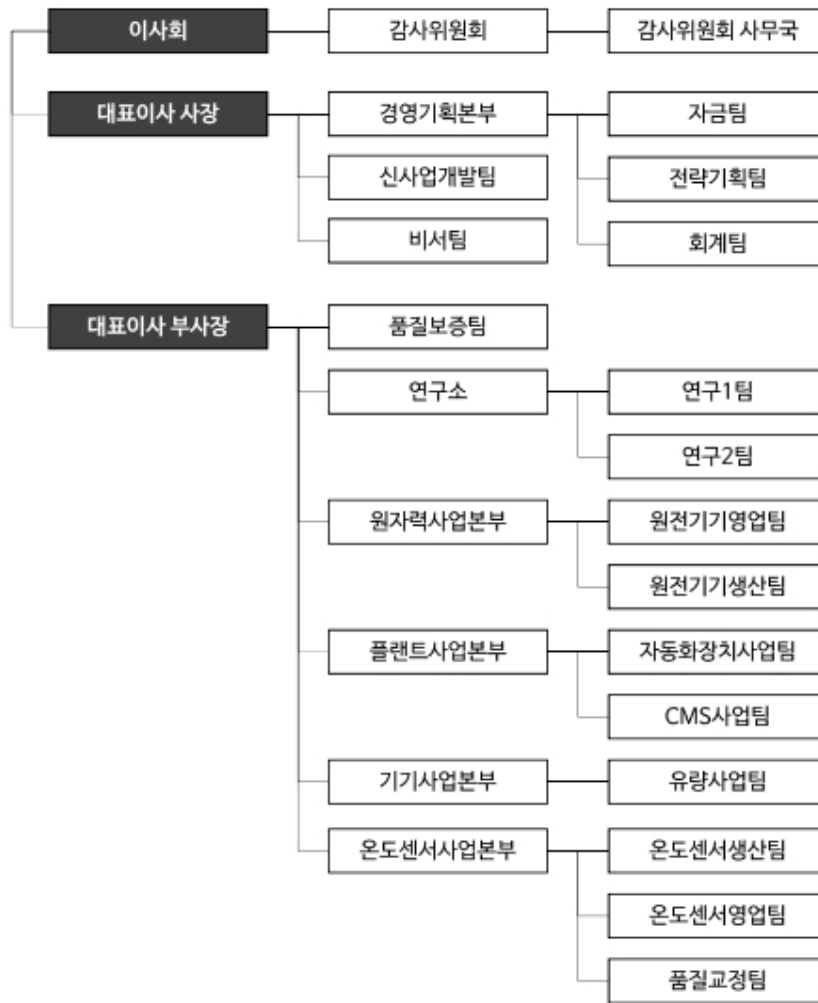 이사회 감사위원회 감사위원회 사무국
대표이사 사장 경영기획본부 자금팀
신사업개발팀 전략기획팀
비서팀 회계팀
대표이사 부사장 품질보증팀
연구소 연구1팀
연구2팀
원자력사업본부 원전기기영업팀
원전기기생산팀
플랜트사업본부 자동화장치사업팀
CMS사업팀
기기사업본부 유량사업팀
온도센서사업본부 온도센서생산팀
온도센서영업팀
품질교정팀